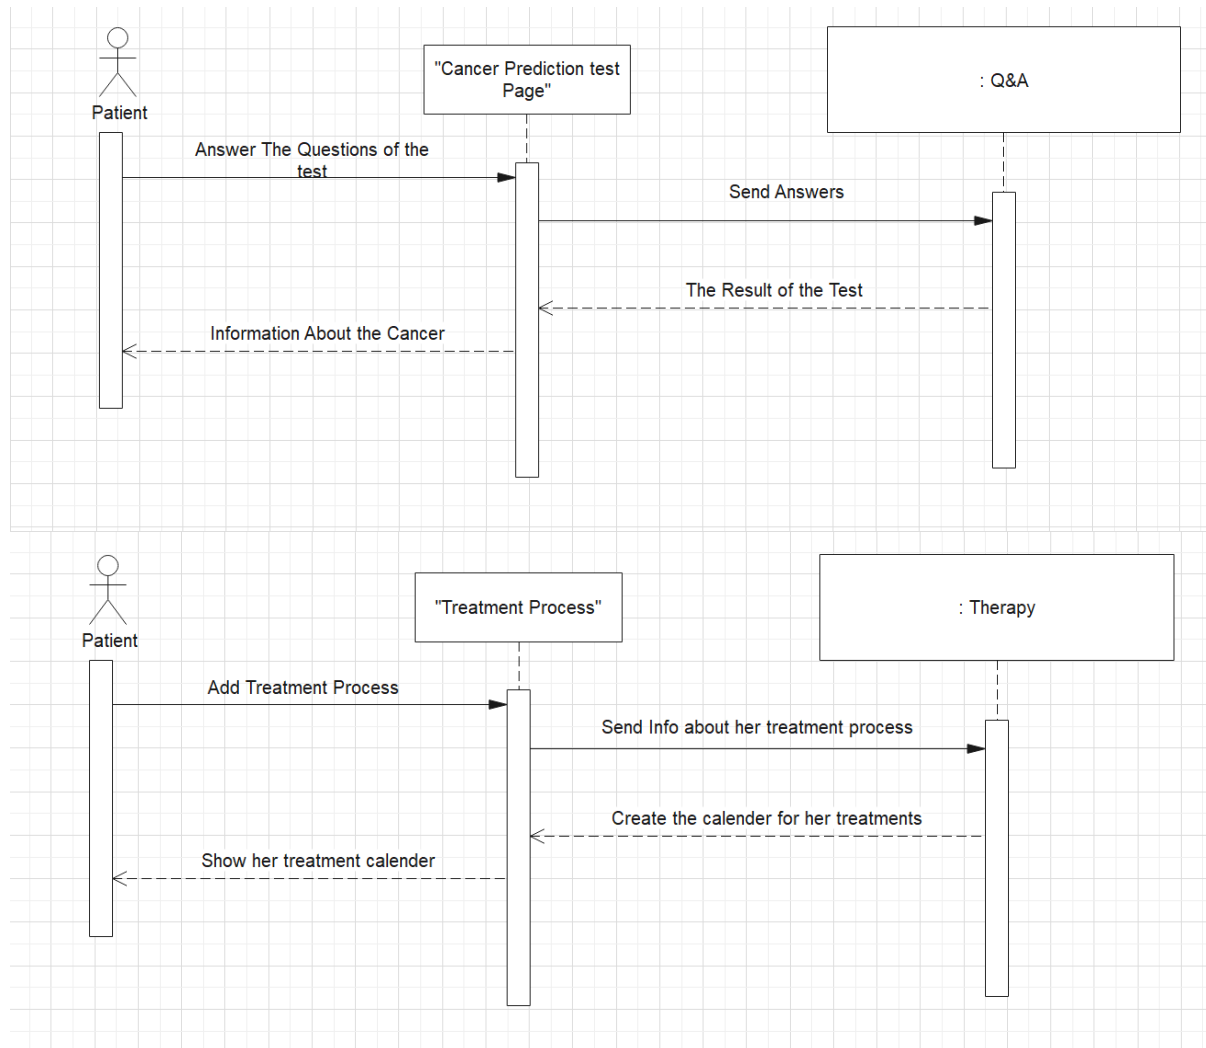 "Cancer Prediction test
Page"
: Q&A
Patient
Answer The Questions of the
test
Send Answers
The Result of the Test
Information About the Cancer
"Treatment Process"
: Therapy
Patient
Add Treatment Process
Send Info about her treatment process
Create the calender for her treatments
Show her treatment calender